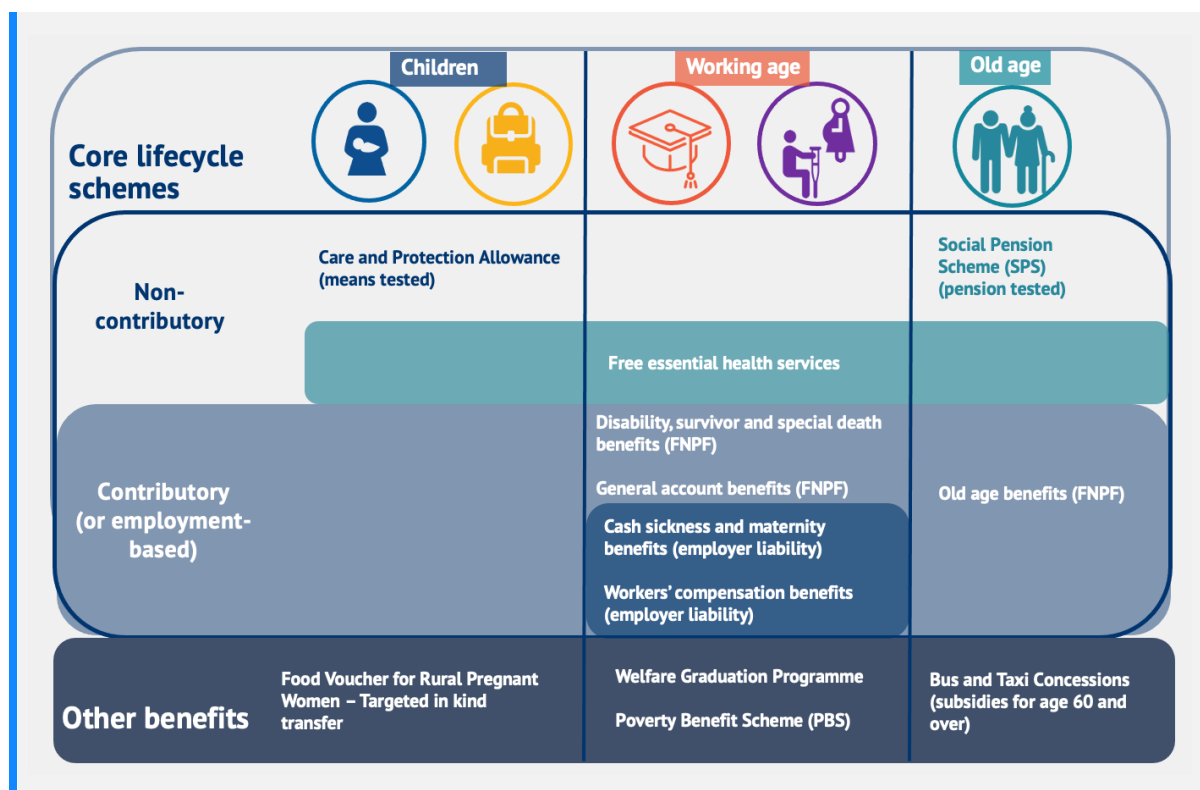 Children
Working age
Old age
Core lifecycle
schemes
Non-
contributory
Care and Protection Allowance
(means tested)
Social Pension
Scheme (SPS)
(pension tested)
Free essential health services
Contributory
(or employment-
based)
Disability, survivor and special death
benefits (FNPF)
General account benefits (FNPF)
Cash sickness and maternity
benefits (employer liability)
Workers' compensation benefits
(employer liability)
Old age benefits (FNPF)
Other benefits
Food Voucher for Rural Pregnant
Women – Targeted in kind
transfer
Welfare Graduation Programme
Poverty Benefit Scheme (PBS)
Bus and Taxi Concessions
(subsidies for age 60 and
over)